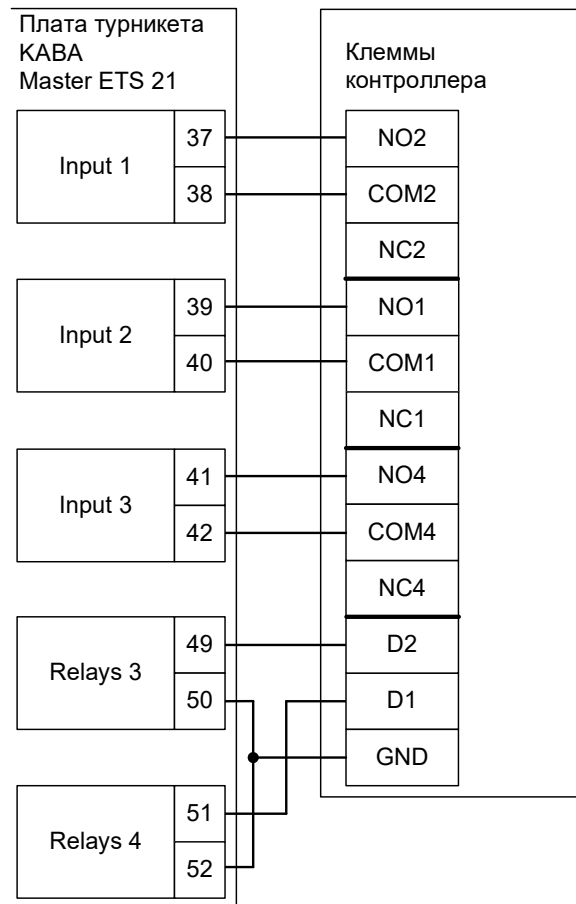 Плата турникета
KABA
Master ETS 21
Клеммы
контроллера
Input 1
37
38
NO2
COM2
NC2
Input 2
39
40
NO1
COM1
NC1
Input 3
41
42
NO4
COM4
NC4
Relays 3
49
50
D2
D1
GND
Relays 4
51
52